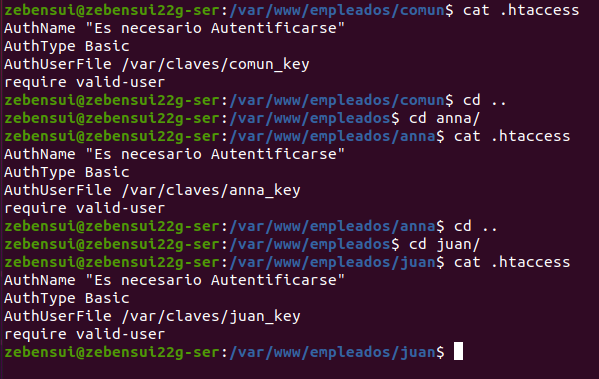 zebensui@zebensui22g-ser:/var/www/empleados/comun$ cat .htaccess
AuthName "Es necesario Autentificarse"
AuthType Basic
AuthUserFile /var/claves/comun_key
require valid-user
zebensui@zebensui22g-ser:/var/www/empleados/comun$ cd ..
zebensui@zebensui22g-ser:/var/www/empleados$ cd anna/
zebensui@zebensui22g-ser:/var/www/empleados/anna$ cat .htaccess
AuthName "Es necesario Autentificarse"
AuthType Basic
AuthUserFile /var/claves/anna_key
require valid-user
zebensui@zebensui22g-ser:/var/www/empleados/anna$ cd ..
zebensui@zebensui22g-ser:/var/www/empleados$ cd juan/
zebensui@zebensui22g-ser:/var/www/empleados/juan$ cat .htaccess
AuthName "Es necesario Autentificarse"
AuthType Basic
AuthUserFile /var/claves/juan_key
require valid-user
zebensui@zebensui22g-ser:/var/www/empleados/juan$